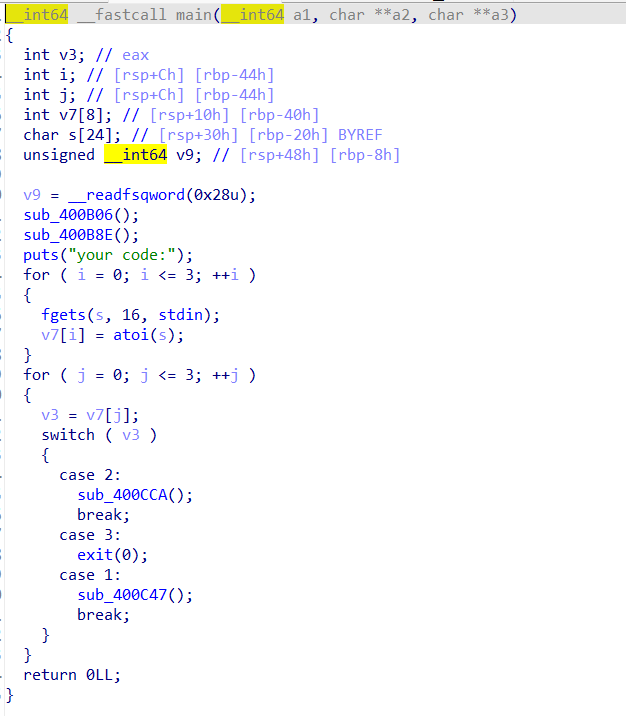 __int64 __fastcall main(__int64 a1, char **a2, char **a3)
{
  int v3; // eax
  int i; // [rsp+Ch] [rbp-44h]
  int j; // [rsp+Ch] [rbp-44h]
  int v7[8]; // [rsp+10h] [rbp-40h]
  char s[24]; // [rsp+30h] [rbp-20h] BYREF
  unsigned __int64 v9; // [rsp+48h] [rbp-8h]

  v9 = __readfsqword(0x28u);
  sub_400B06();
  sub_400B8E();
  puts("your code:");
  for ( i = 0; i <= 3; ++i )
  {
    fgets(s, 16, stdin);
    v7[i] = atoi(s);
  }
  for ( j = 0; j <= 3; ++j )
  {
    v3 = v7[j];
    switch ( v3 )
    {
      case 2:
        sub_400CCA();
        break;
      case 3:
        exit(0);
      case 1:
        sub_400C47();
        break;
    }
  }
  return 0LL;
}